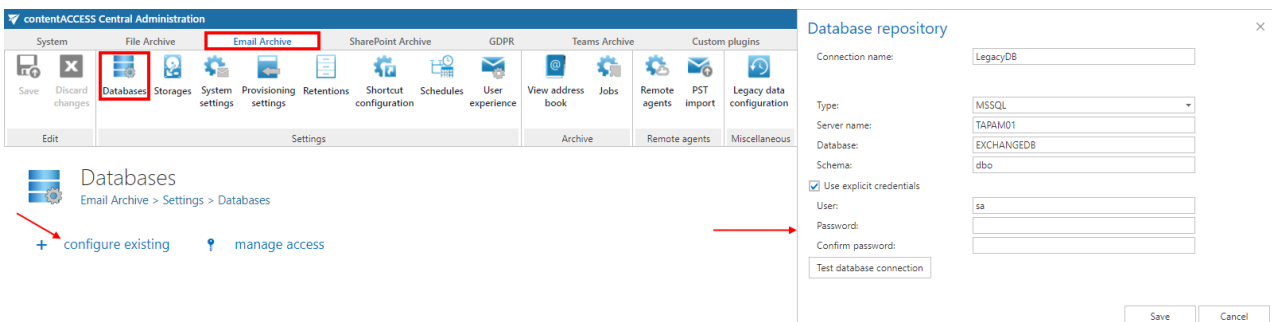 contentACCESS Central Administration
System File Archive Email Archive SharePoint Archive GDPR Teams Archive Custom plugins
Save
Discard changes
Databases
Storages
System settings
Provisioning settings
Retentions
Shortcut configuration
Schedules
User experience
View address book
Jobs
Remote agents
PST import
Legacy data configuration
Edit Settings Archive Remote agents Miscellaneous
Databases
Email Archive > Settings > Databases
+ configure existing manage access
Database repository
Connection name: LegacyDB
Type: MSSQL
Server name: TAPAM01
Database: EXCHANGEDB
Schema: dbo
Use explicit credentials
User: sa
Password:
Confirm password:
Test database connection
Save Cancel